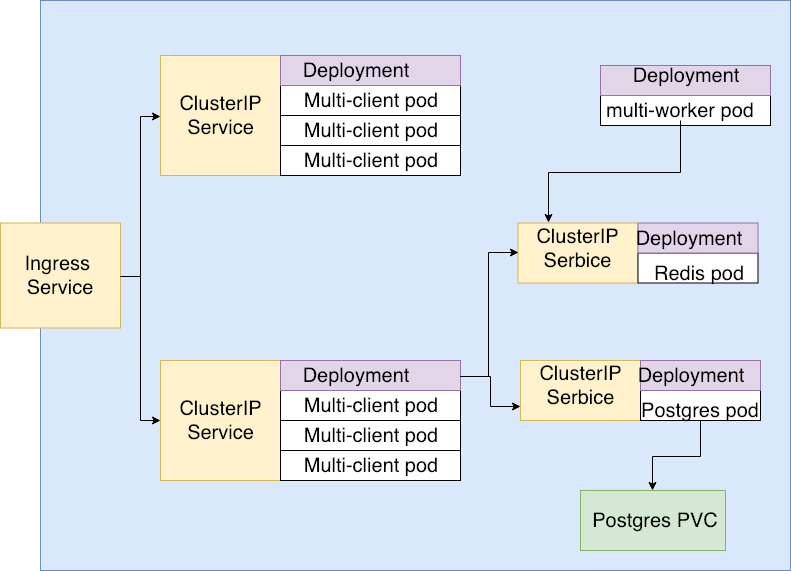 Deployment
ClusterIP
Service
Multi-client pod
Multi-client pod
Multi-client pod
Deployment
multi-worker pod
Ingress
Service
ClusterIP
Serbice
Deployment
Redis pod
ClusterIP
Service
Deployment
Multi-client pod
Multi-client pod
Multi-client pod
ClusterIP
Serbice
Deployment
Postgres pod
Postgres PVC